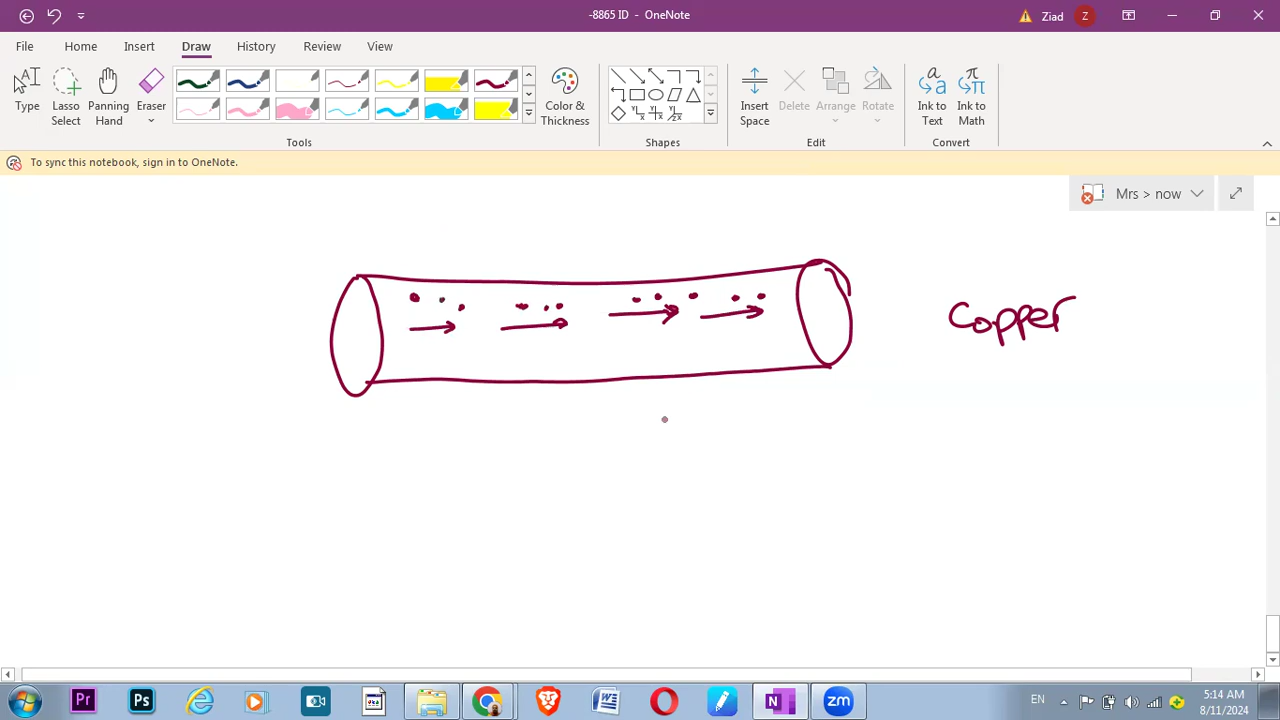 -8865 ID - OneNote
Ziad
Z
File
Home
Insert
Draw
History
Review
View
Type
Lasso Select
Panning Hand
Eraser
Color & Thickness
Insert Space
Delete
Arrange
Rotate
Ink to Text
Ink to Math
Tools
Shapes
Edit
Convert
To sync this notebook, sign in to OneNote.
Mrs > now
Copper
Pr
Ps
EN
5:14 AM
8/11/2024